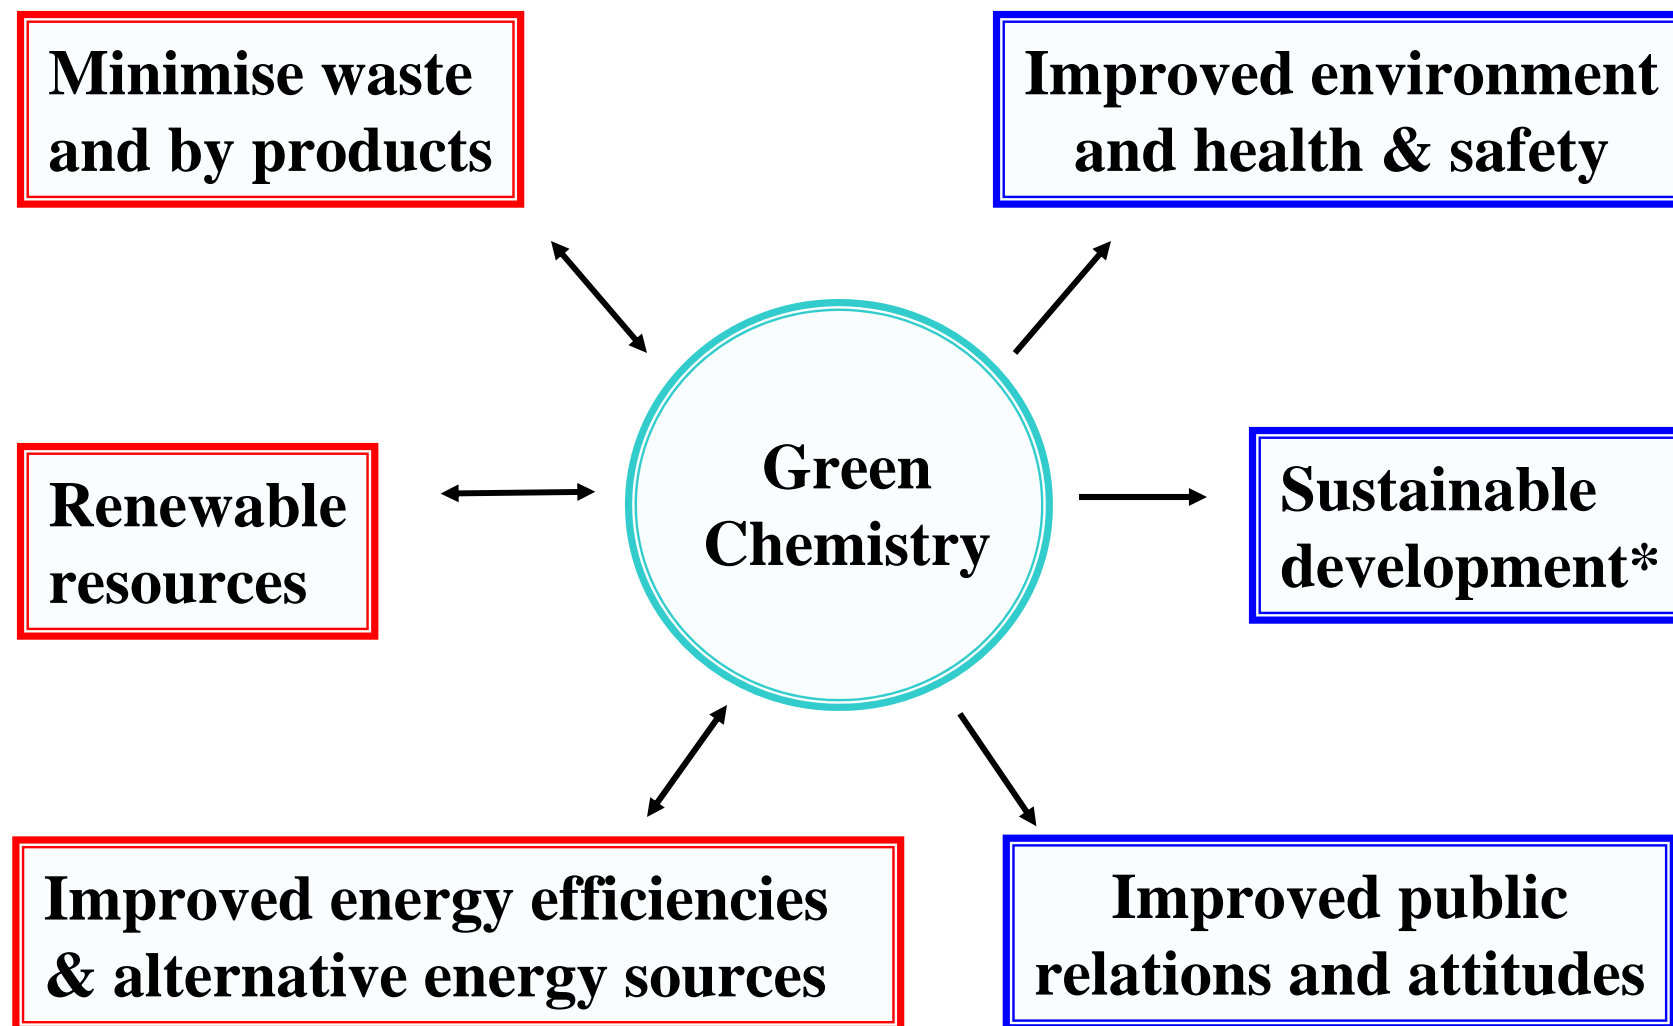 Minimise waste
and by products
Improved environment
and health & safety
Green
Chemistry
Renewable
resources
Sustainable
development*
Improved energy efficiencies
& alternative energy sources
Improved public
relations and attitudes